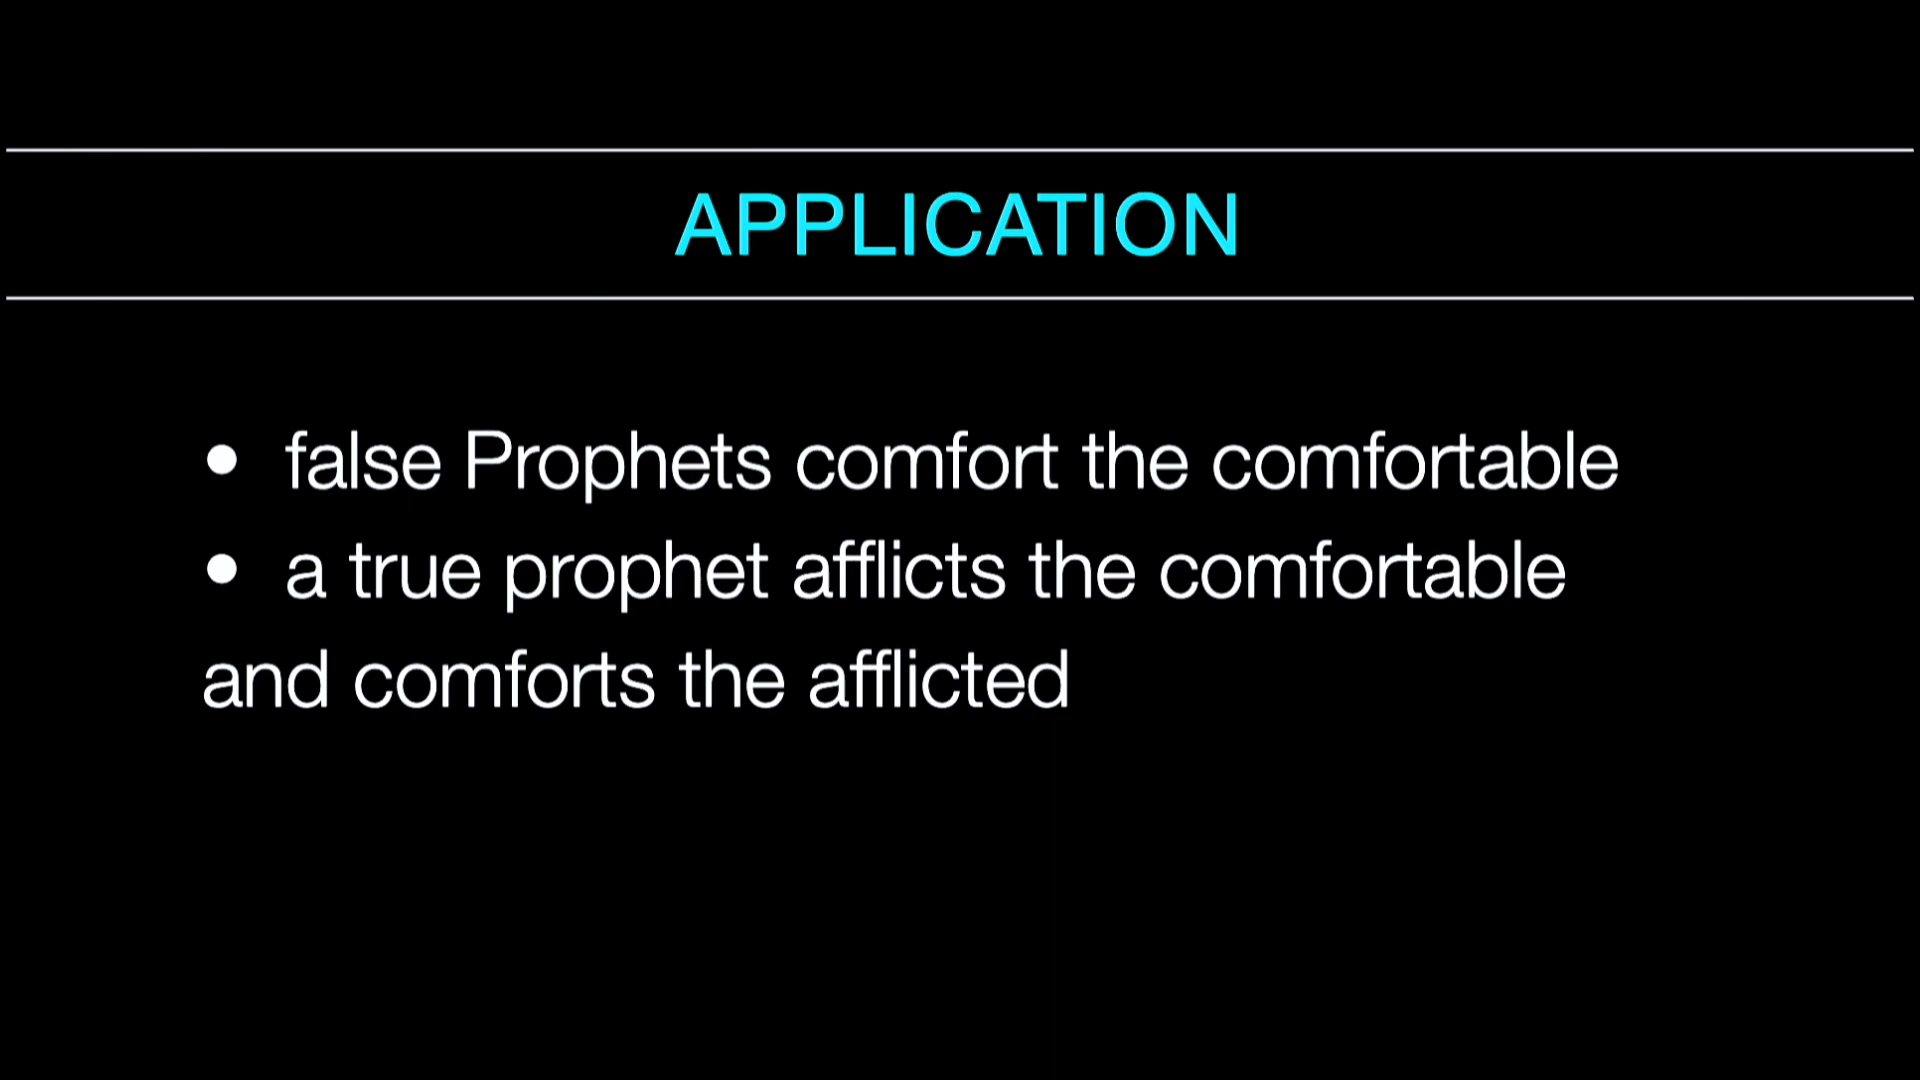 APPLICATION
• false Prophets comfort the comfortable
• a true prophet afflicts the comfortable
and comforts the afflicted